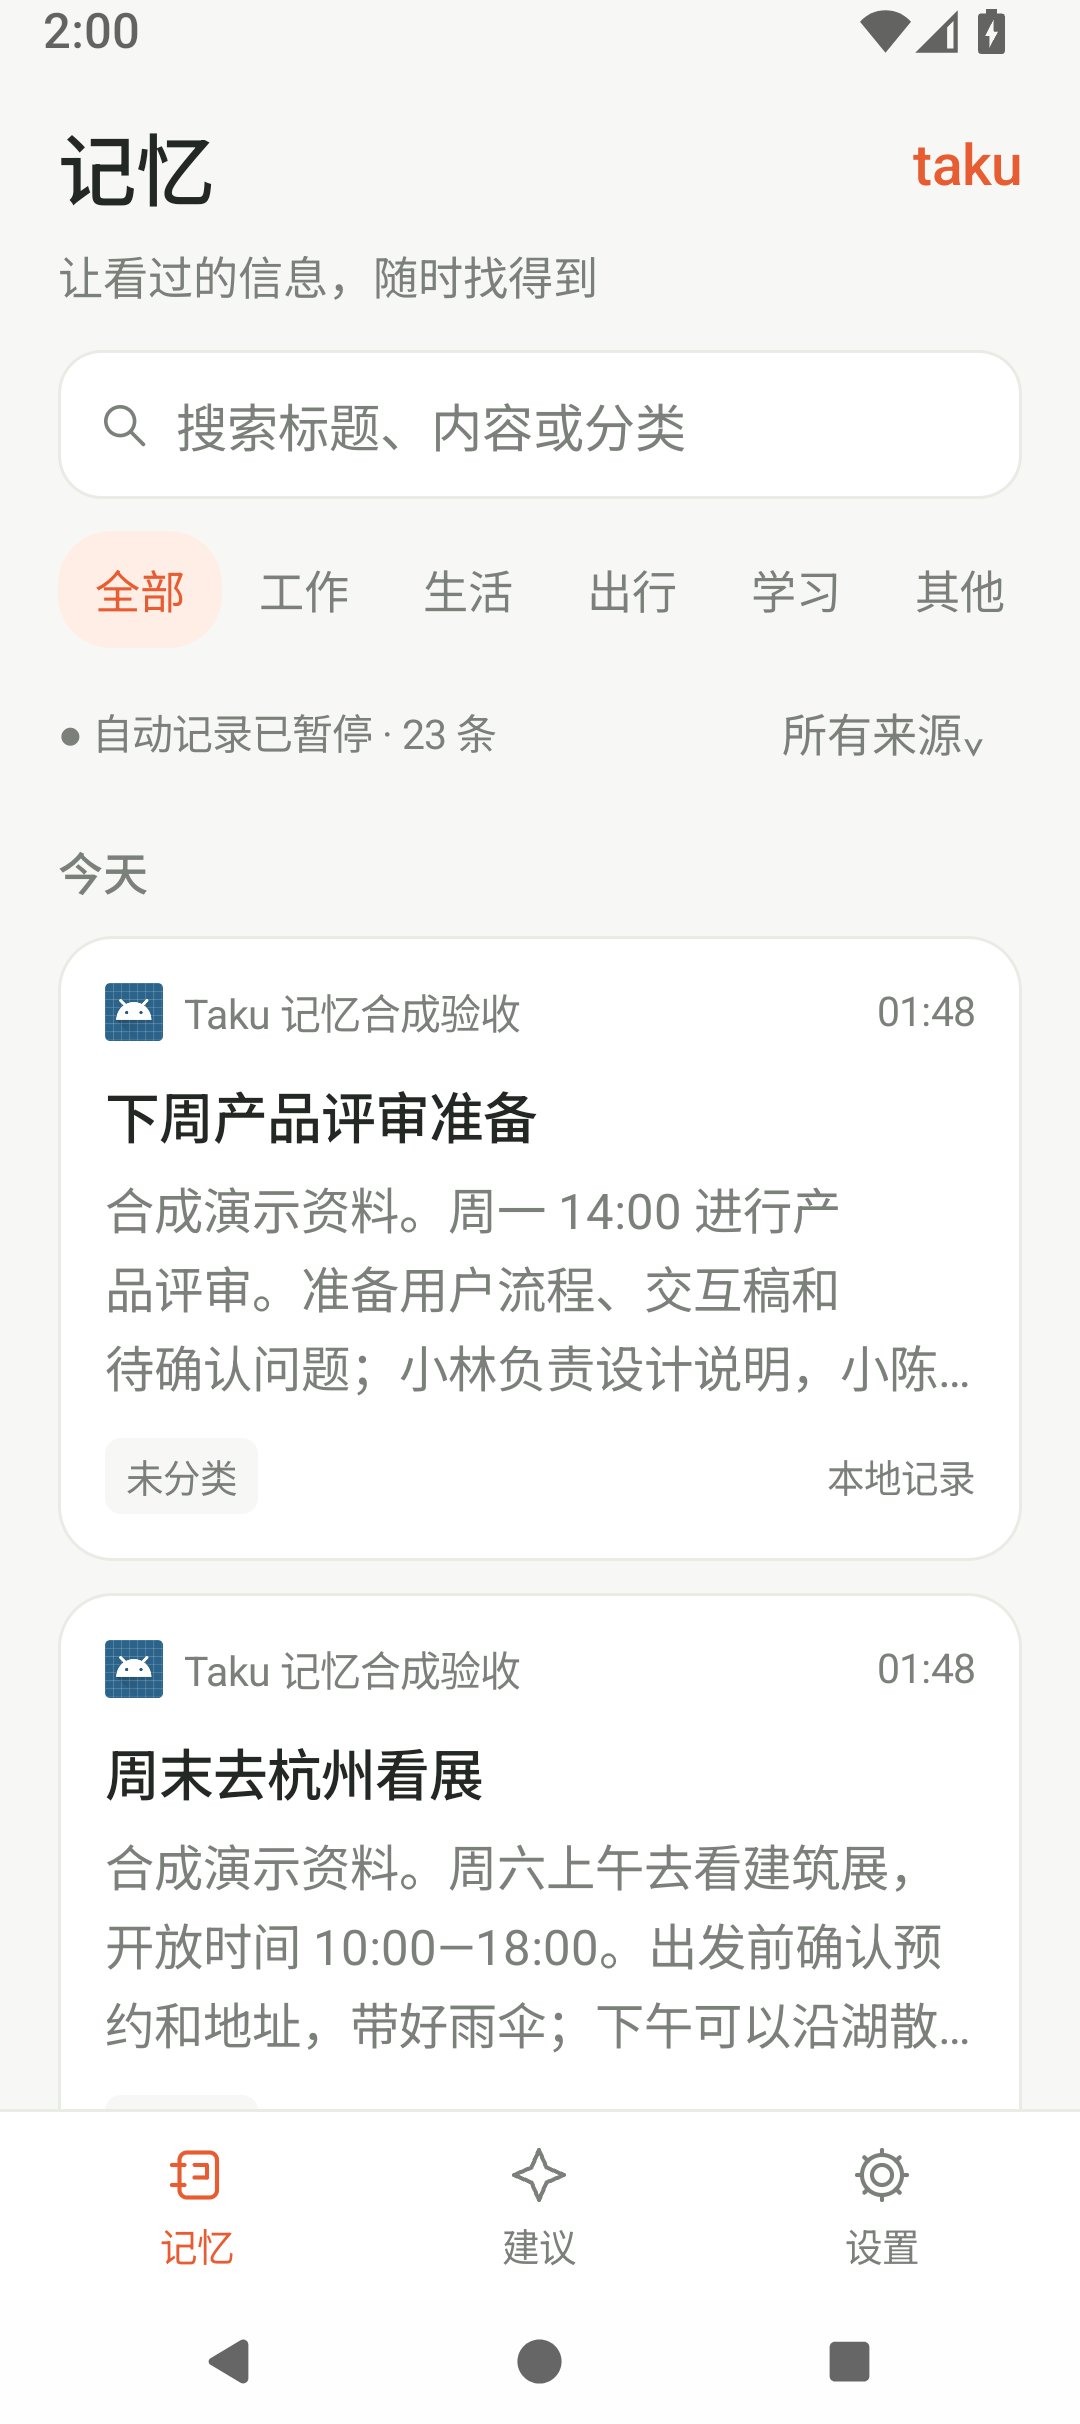 2:00
记忆
taku
让看过的信息，随时找得到
搜索标题、内容或分类
全部 工作 生活 出行 学习 其他
自动记录已暂停 · 23 条
所有来源
今天
Taku 记忆合成验收
01:48
下周产品评审准备
合成演示资料。周一 14:00 进行产
品评审。准备用户流程、交互稿和
待确认问题；小林负责设计说明，小陈…
未分类
本地记录
Taku 记忆合成验收
01:48
周末去杭州看展
合成演示资料。周六上午去看建筑展，
开放时间 10:00—18:00。出发前确认预
约和地址，带好雨伞；下午可以沿湖散…
记忆 建议 设置